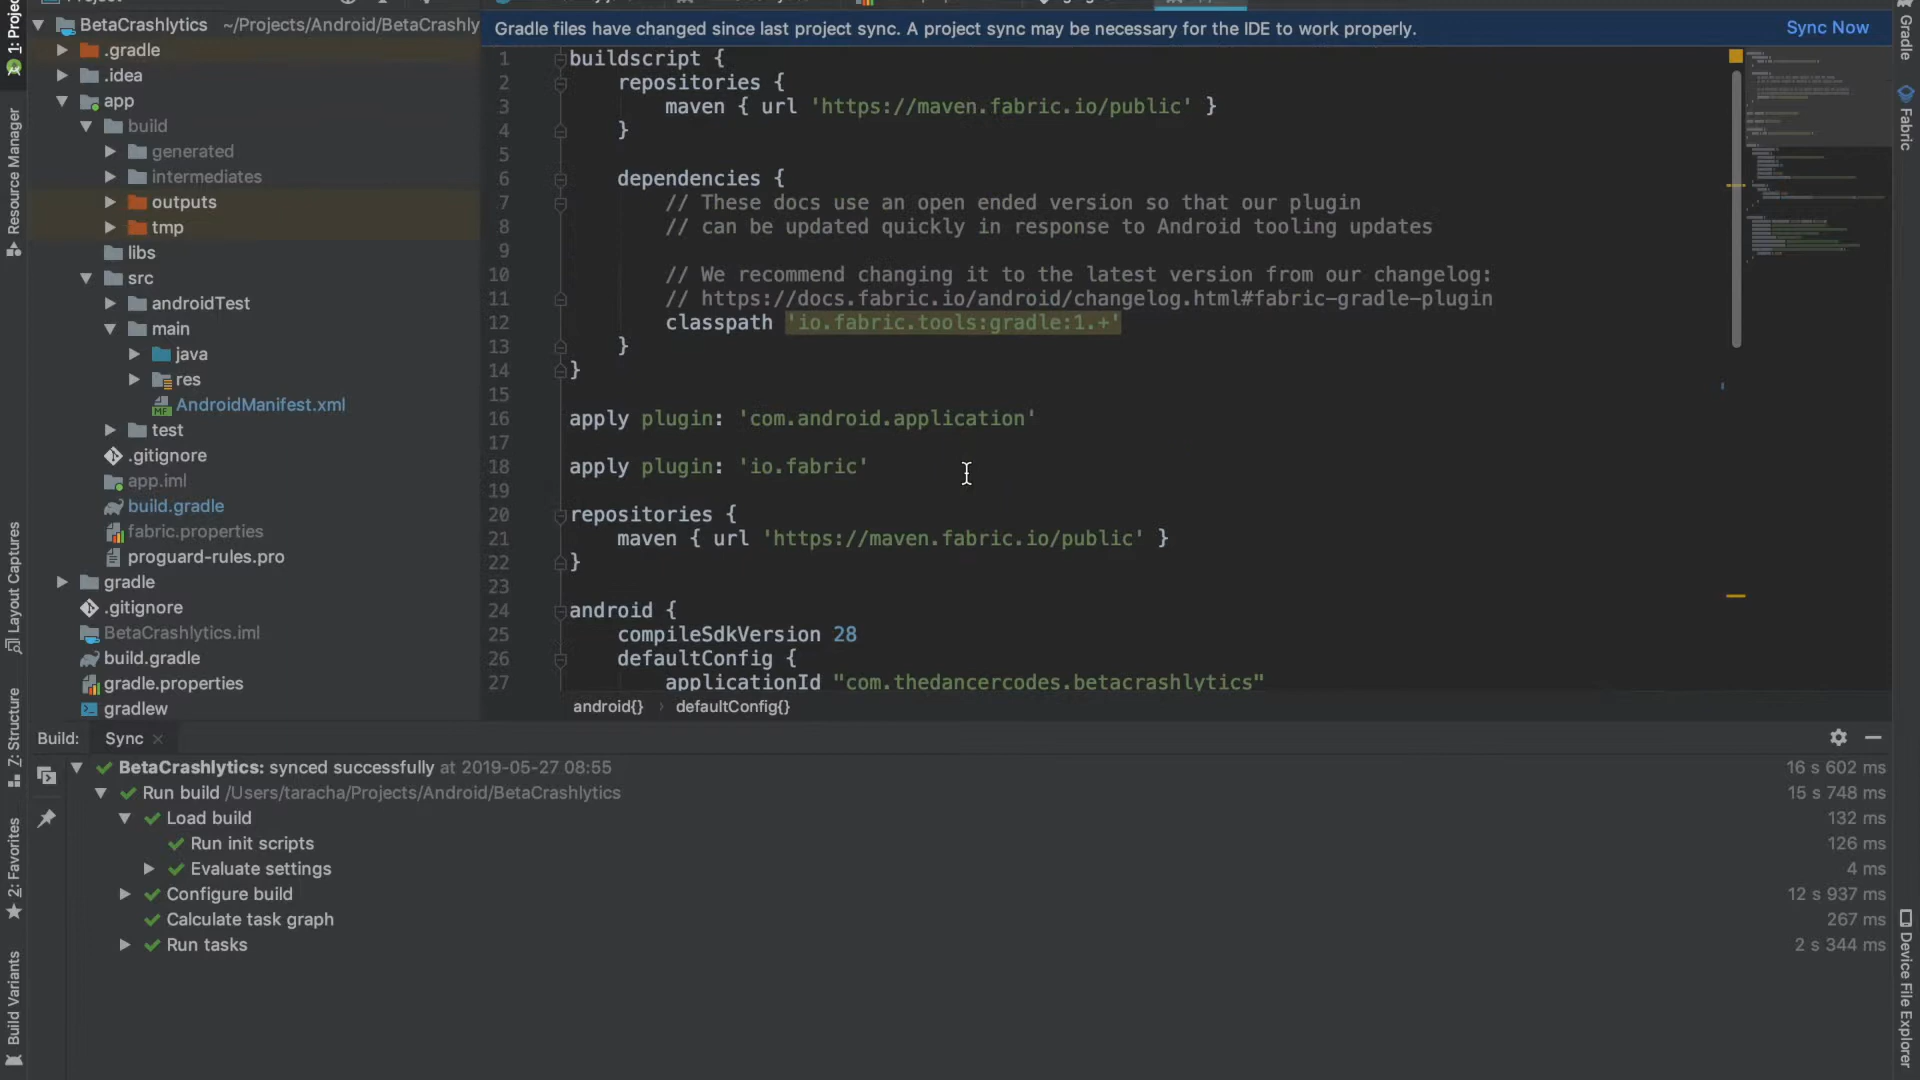 BetaCrashlytics ~/Projects/Android/BetaCrashly
.gradle
.idea
app
build
generated
intermediates
outputs
tmp
libs
src
androidTest
main
java
res
AndroidManifest.xml
test
.gitignore
app.iml
build.gradle
fabric.properties
proguard-rules.pro
gradle
.gitignore
BetaCrashlytics.iml
build.gradle
gradle.properties
gradlew
Gradle files have changed since last project sync. A project sync may be necessary for the IDE to work properly. Sync Now
1 buildscript {
2 repositories {
3 maven { url 'https://maven.fabric.io/public' }
4 }
5
6 dependencies {
7 // These docs use an open ended version so that our plugin
8 // can be updated quickly in response to Android tooling updates
9
10 // We recommend changing it to the latest version from our changelog:
11 // https://docs.fabric.io/android/changelog.html#fabric-gradle-plugin
12 classpath 'io.fabric.tools:gradle:1.+'
13 }
14 }
15
16 apply plugin: 'com.android.application'
17
18 apply plugin: 'io.fabric'
19
20 repositories {
21 maven { url 'https://maven.fabric.io/public' }
22 }
23
24 android {
25 compileSdkVersion 28
26 defaultConfig {
27 applicationId "com.thedancercodes.betacrashlytics"
android{} › defaultConfig{}
Build: Sync
BetaCrashlytics: synced successfully at 2019-05-27 08:55 16 s 602 ms
Run build /Users/taracha/Projects/Android/BetaCrashlytics 15 s 748 ms
Load build 132 ms
Run init scripts 126 ms
Evaluate settings 4 ms
Configure build 12 s 937 ms
Calculate task graph 267 ms
Run tasks 2 s 344 ms
1: Projec
Resource Manager
Layout Captures
Z: Structure
2: Favorites
Build Variants
Gradle
Fabric
Device File Explorer